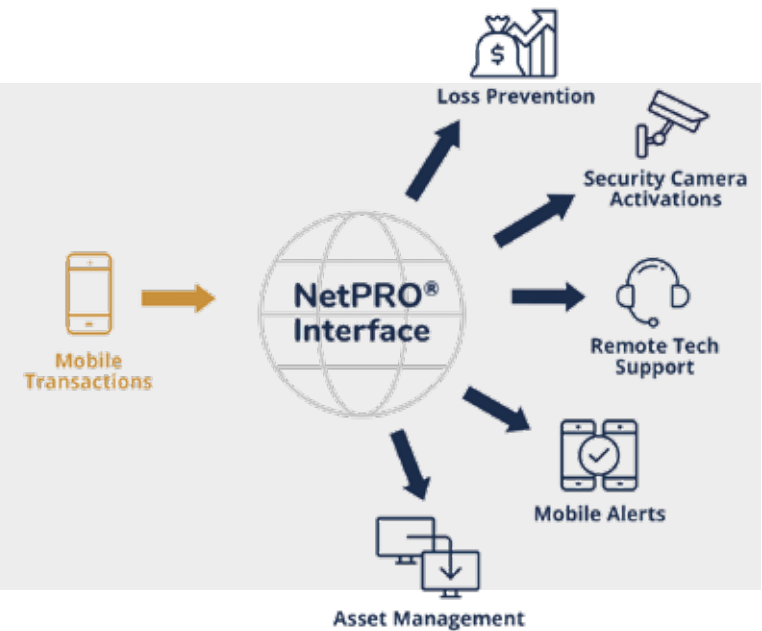 $
Loss Prevention
Security Camera
Activations
NetPRO®
Interface
Mobile
Transactions
Remote Tech
Support
Mobile Alerts
Asset Management